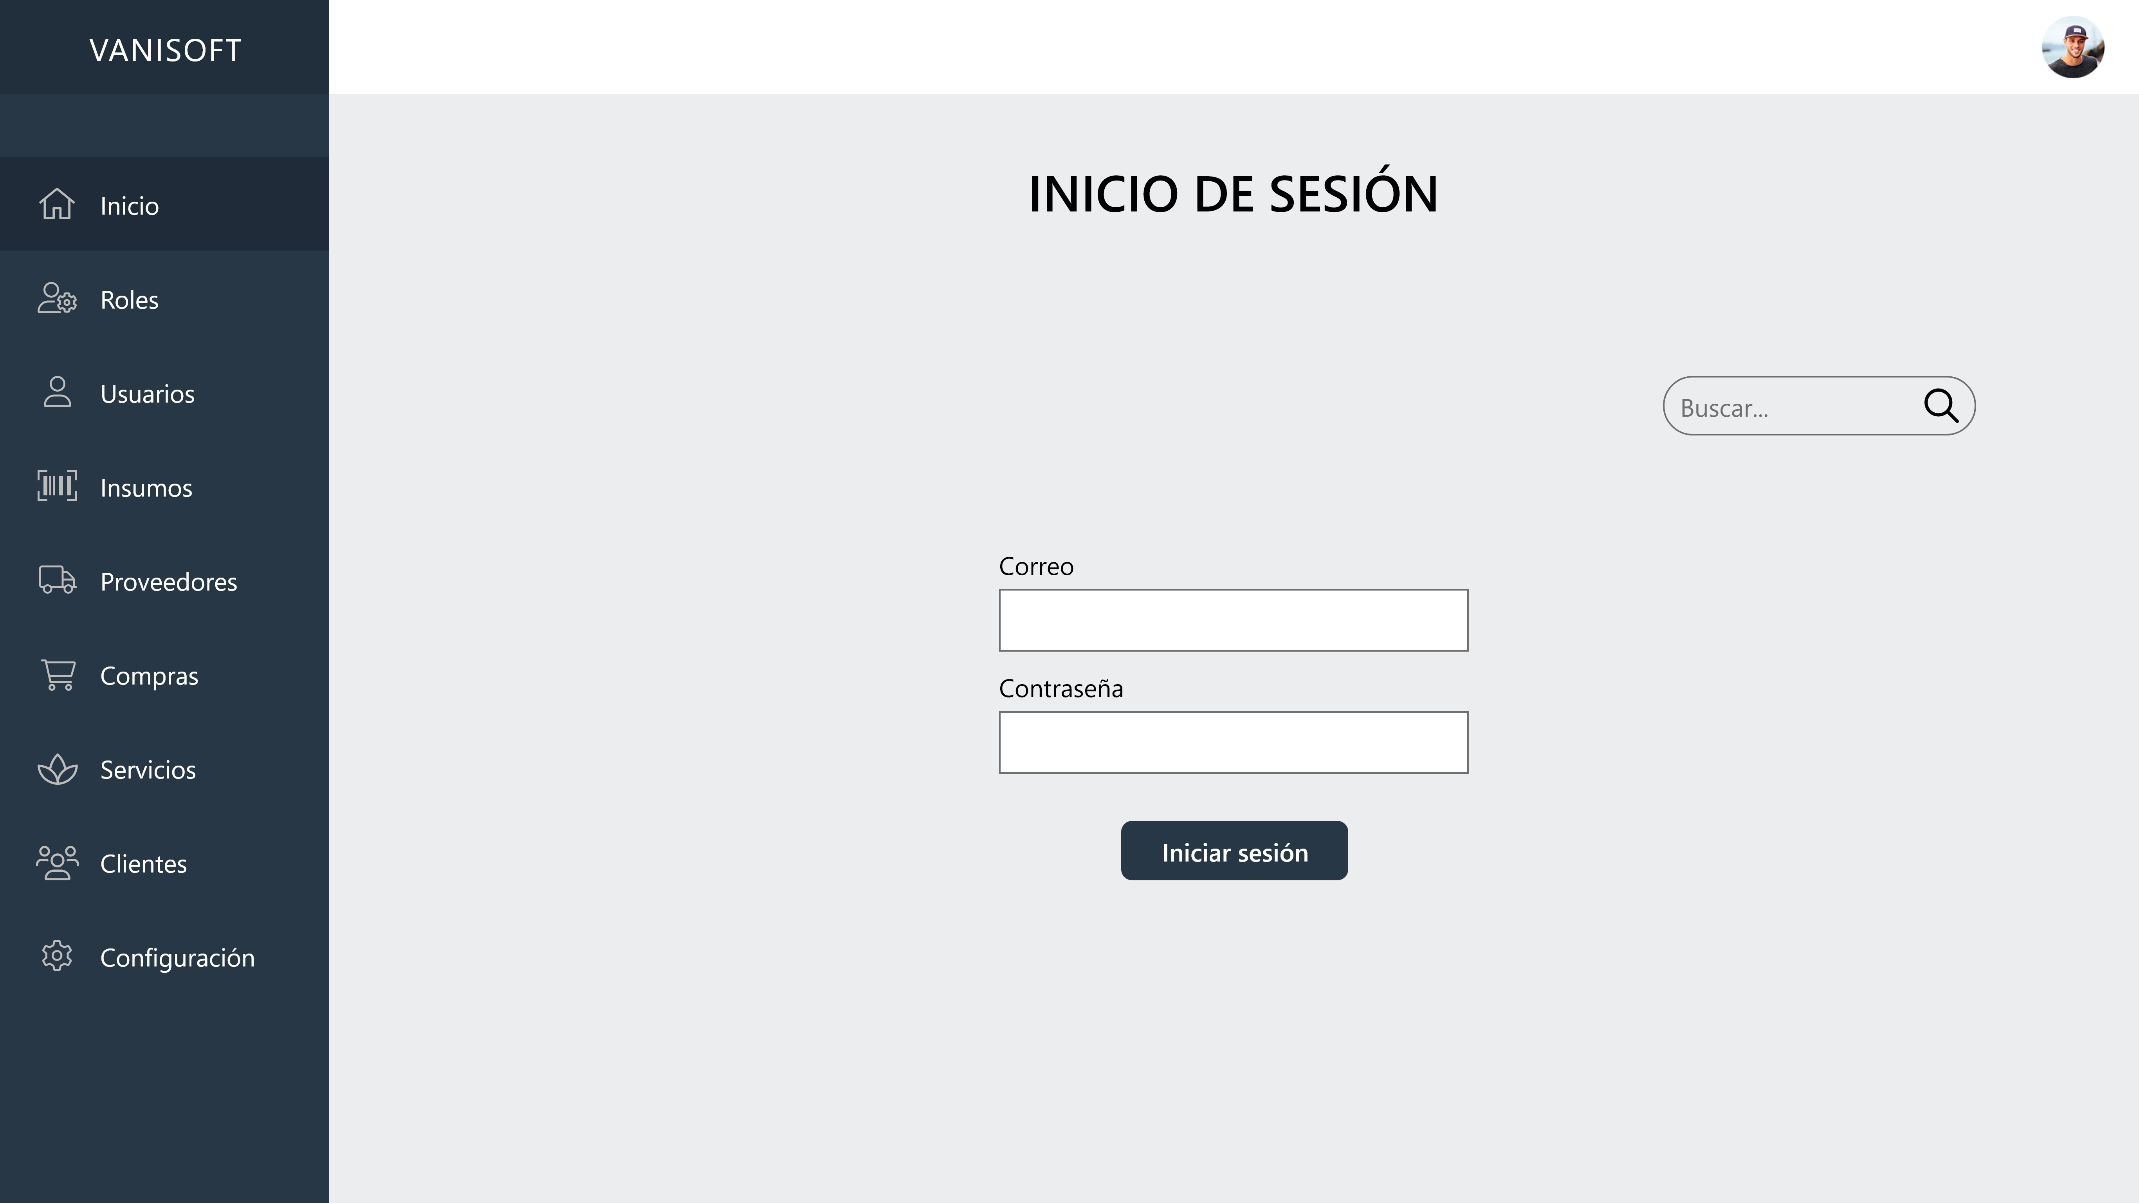 VANISOFT
Inicio
Roles
Usuarios
Insumos
Proveedores
Compras
Servicios
Clientes
Configuración
INICIO DE SESIÓN
Buscar...
Correo
Contraseña
Iniciar sesión